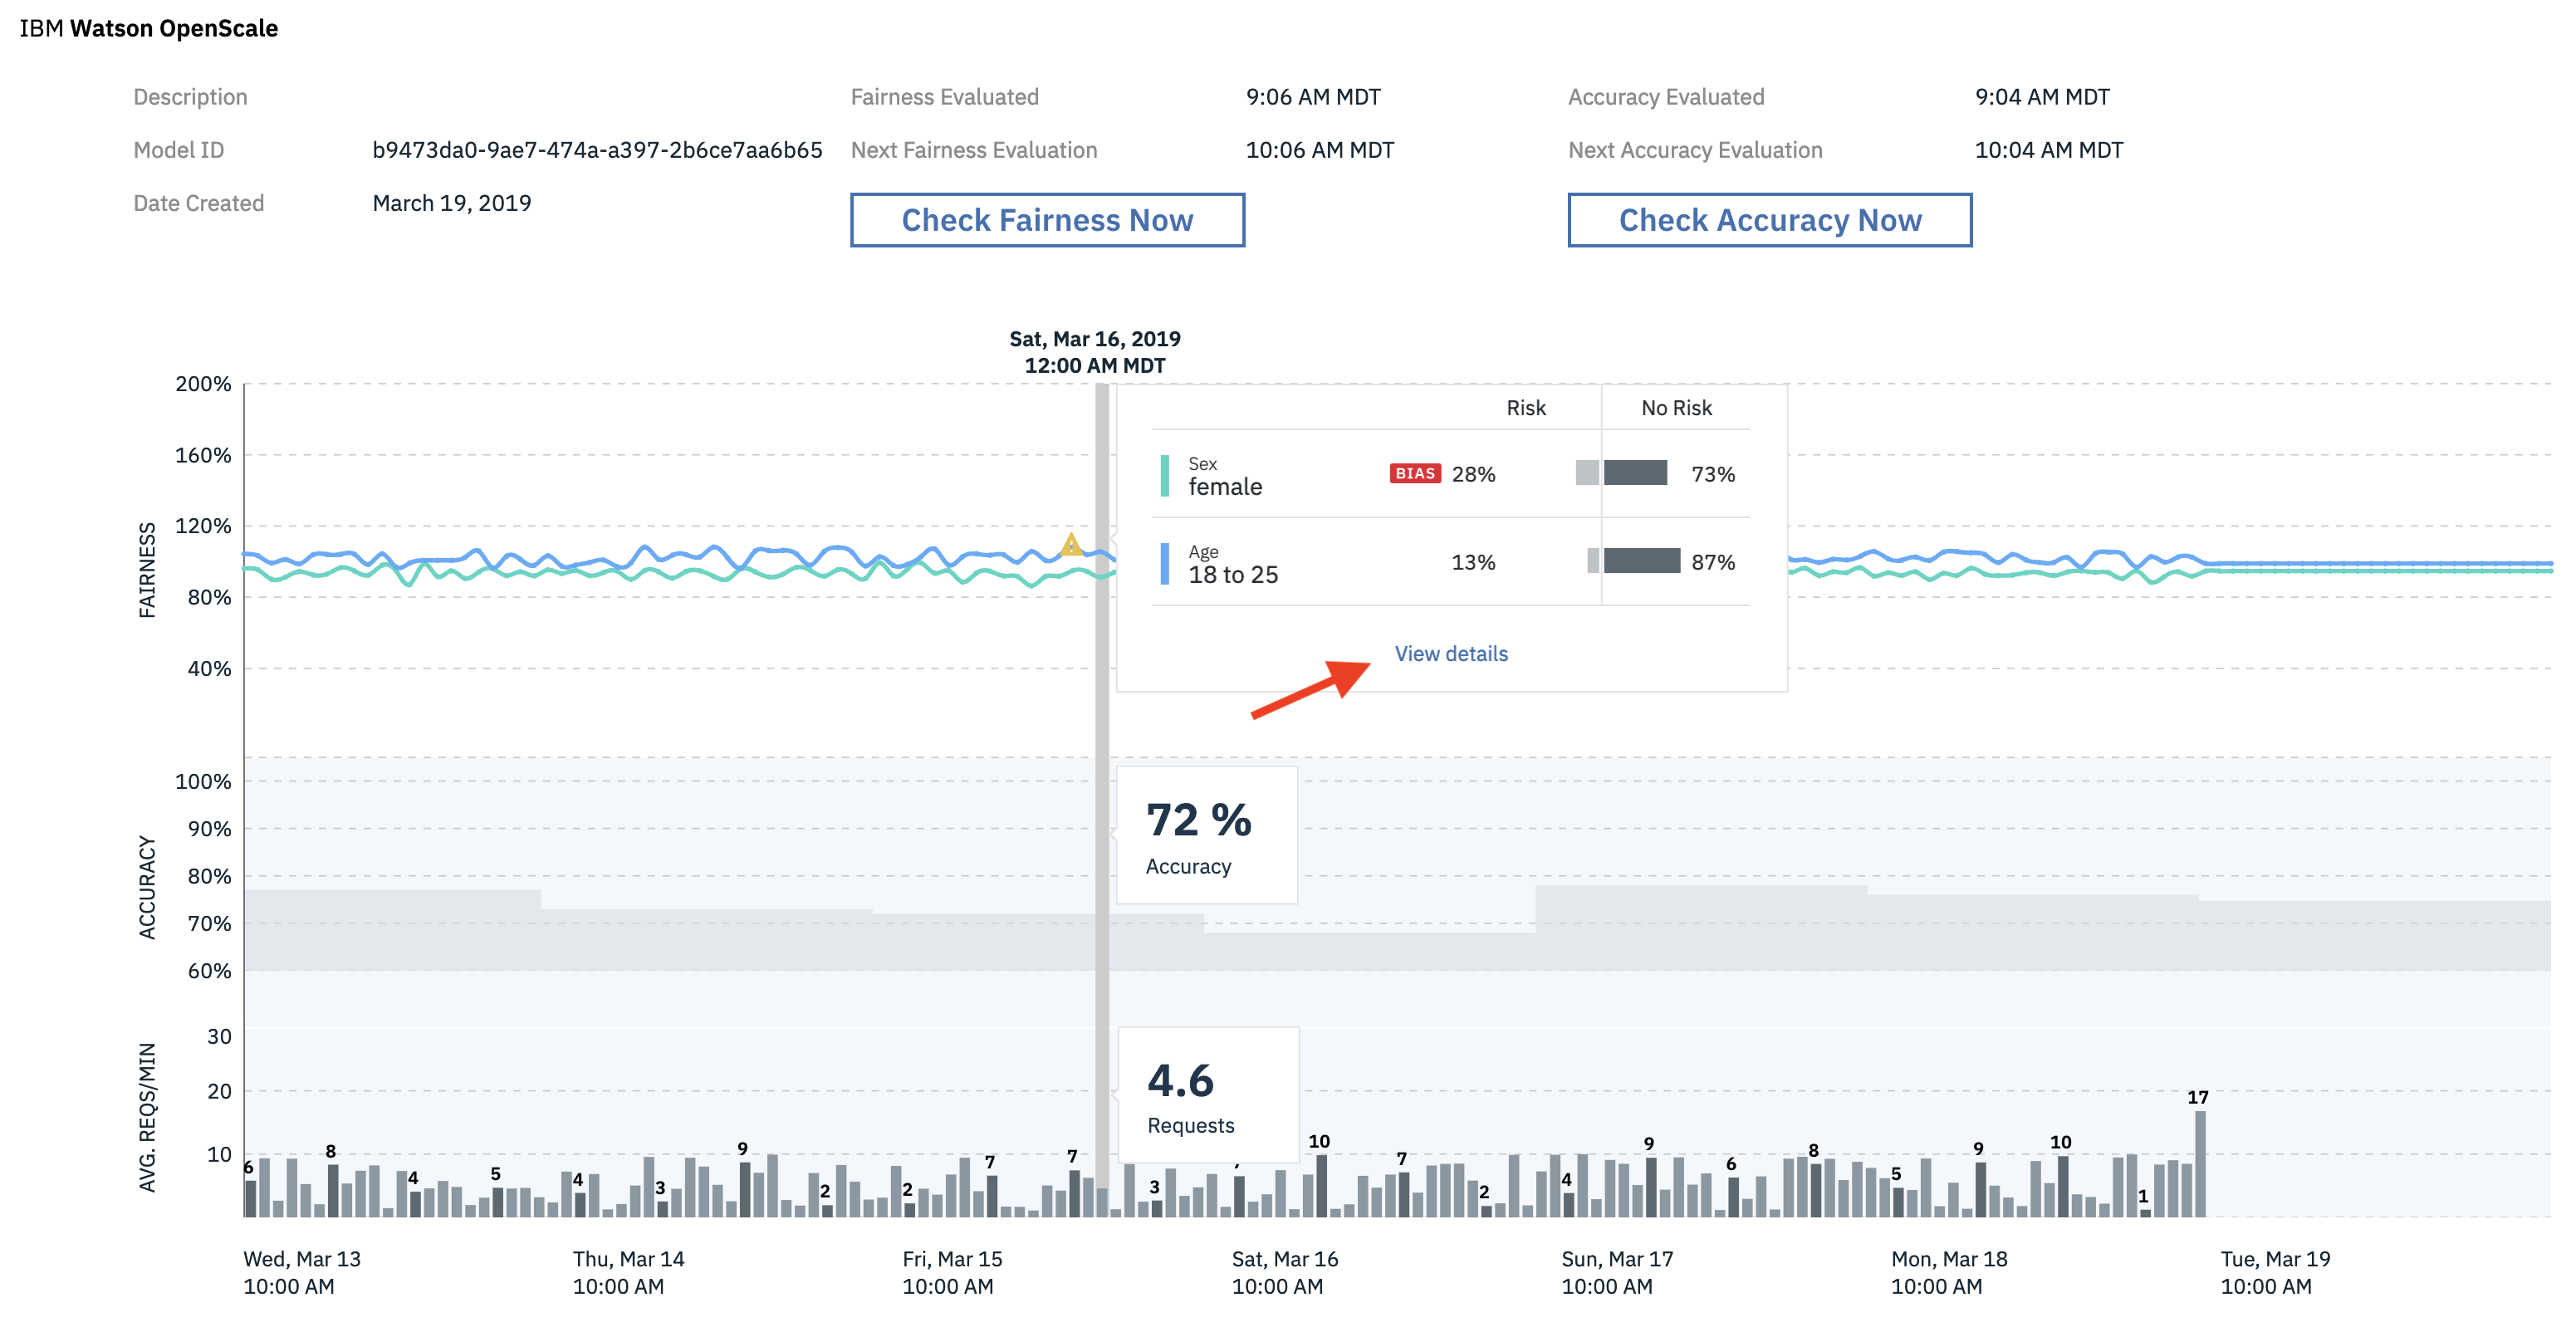 IBM Watson OpenScale
Description
Fairness Evaluated 9:06 AM MDT
Accuracy Evaluated 9:04 AM MDT
Model ID b9473da0-9ae7-474a-a397-2b6ce7aa6b65
Next Fairness Evaluation 10:06 AM MDT
Next Accuracy Evaluation 10:04 AM MDT
Date Created March 19, 2019
Check Fairness Now
Check Accuracy Now
Sat, Mar 16, 2019
12:00 AM MDT
FAIRNESS
200%
160%
120%
80%
40%
Risk No Risk
Sex
female BIAS 28% 73%
Age
18 to 25 13% 87%
View details
ACCURACY
100%
90%
80%
70%
60%
72 %
Accuracy
AVG. REQS/MIN
30
20
10
4.6
Requests
6 8 4 5 4 3 9 2 2 7 7 3 10 7 2 4 9 6 8 5 9 10 1 17
Wed, Mar 13
10:00 AM
Thu, Mar 14
10:00 AM
Fri, Mar 15
10:00 AM
Sat, Mar 16
10:00 AM
Sun, Mar 17
10:00 AM
Mon, Mar 18
10:00 AM
Tue, Mar 19
10:00 AM